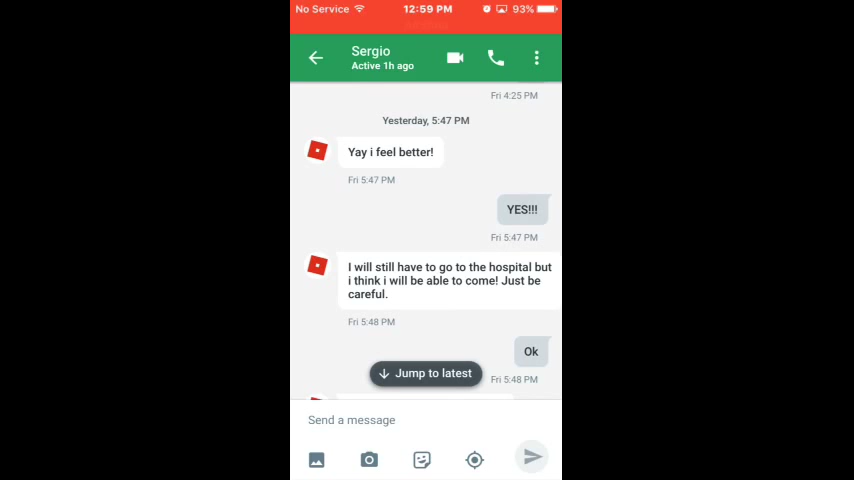 No Service 12:59 PM 93%
Sergio
Active 1h ago
Fri 4:25 PM
Yesterday, 5:47 PM
Yay i feel better!
Fri 5:47 PM
YES!!!
Fri 5:47 PM
I will still have to go to the hospital but
i think i will be able to come! Just be
careful.
Fri 5:48 PM
Ok
Fri 5:48 PM
Jump to latest
Send a message